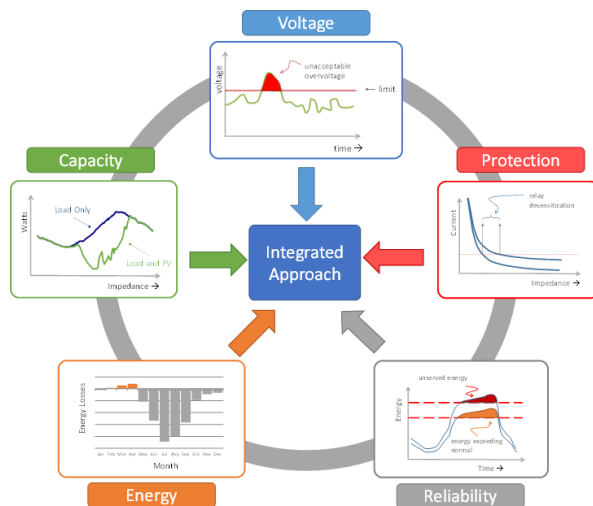 Voltage
voltage
unacceptable
overvoltage
← limit
time →
Capacity
Watts
Load Only
Load and PV
Impedance →
Protection
Current
relay
desensitization
Impedance →
Integrated
Approach
Energy Losses
Jan Feb Mar Apr May Jun Jul Aug Sep Oct Nov Dec
Month
Energy
unserved energy
Energy
energy exceeding
normal
Time →
Reliability